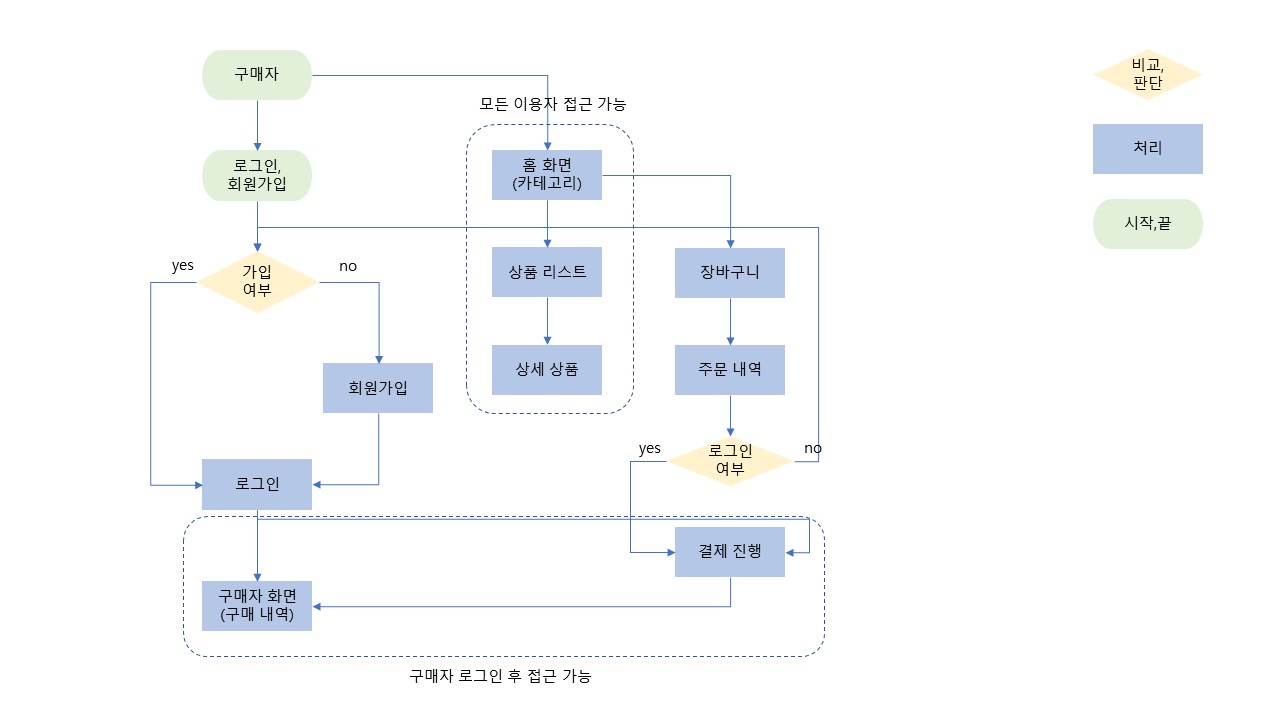 구매자
비교,
판단
모든 이용자 접근 가능
처리
로그인,
회원가입
홈 화면
(카테고리)
시작,끝
yes
가입
여부
no
상품 리스트
장바구니
회원가입
상세 상품
주문 내역
yes
로그인
여부
no
로그인
결제 진행
구매자 화면
(구매 내역)
구매자 로그인 후 접근 가능